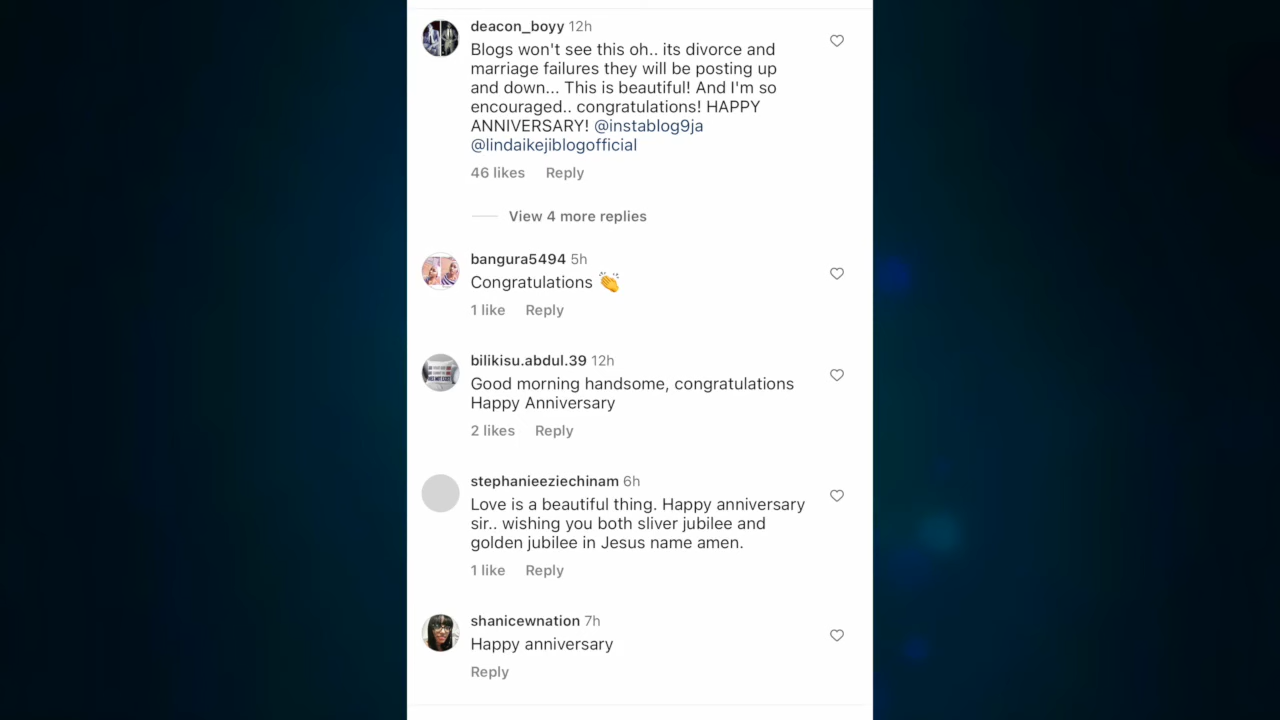 deacon_boyy 12h
Blogs won't see this oh.. its divorce and
marriage failures they will be posting up
and down... This is beautiful! And I'm so
encouraged.. congratulations! HAPPY
ANNIVERSARY! @instablog9ja
@lindaikejiblogofficial
46 likes Reply
View 4 more replies
bangura5494 5h
Congratulations 👏
1 like Reply
bilikisu.abdul.39 12h
Good morning handsome, congratulations
Happy Anniversary
2 likes Reply
stephanieeziechinam 6h
Love is a beautiful thing. Happy anniversary
sir.. wishing you both sliver jubilee and
golden jubilee in Jesus name amen.
1 like Reply
shanicewnation 7h
Happy anniversary
Reply